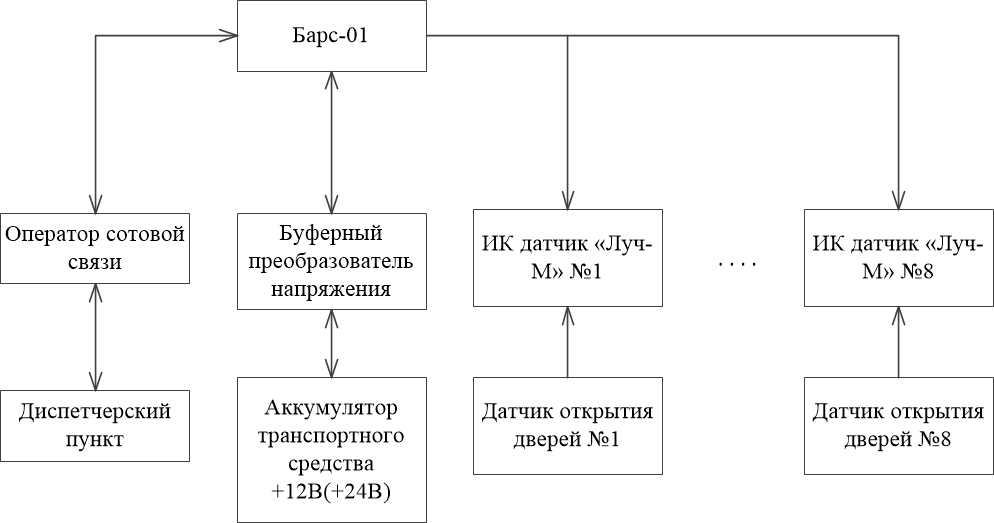 Барс-01
Оператор сотовой
связи
Буферный
преобразователь
напряжения
ИК датчик «Луч-
М» №1
. . . .
ИК датчик «Луч-
М» №8
Диспетчерский
пункт
Аккумулятор
транспортного
средства
+12В(+24В)
Датчик открытия
дверей №1
Датчик открытия
дверей №8